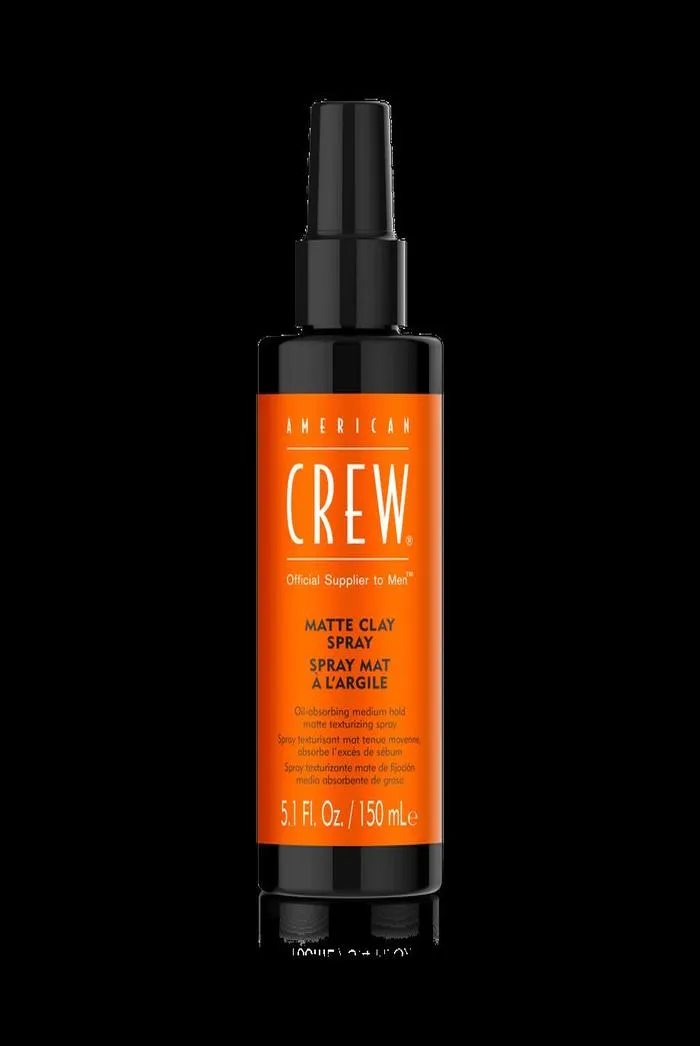 AMERICAN
CREW®
Official Supplier to Men™
MATTE CLAY
SPRAY
SPRAY MAT
À L'ARGILE
Oil-absorbing medium hold
matte texturizing spray
Spray texturisant mat tenue moyenne,
absorbe l'excès de sébum
Spray texturizante mate de fijación
media absorbente de grasa
5.1 Fl. Oz. / 150 mL e